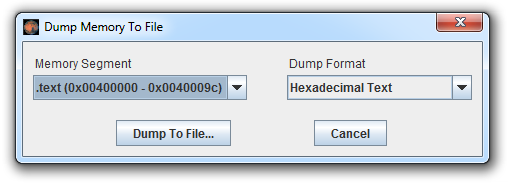 Dump Memory To File
Memory Segment
Dump Format
.text (0x00400000 - 0x0040009c)
Hexadecimal Text
Dump To File...
Cancel